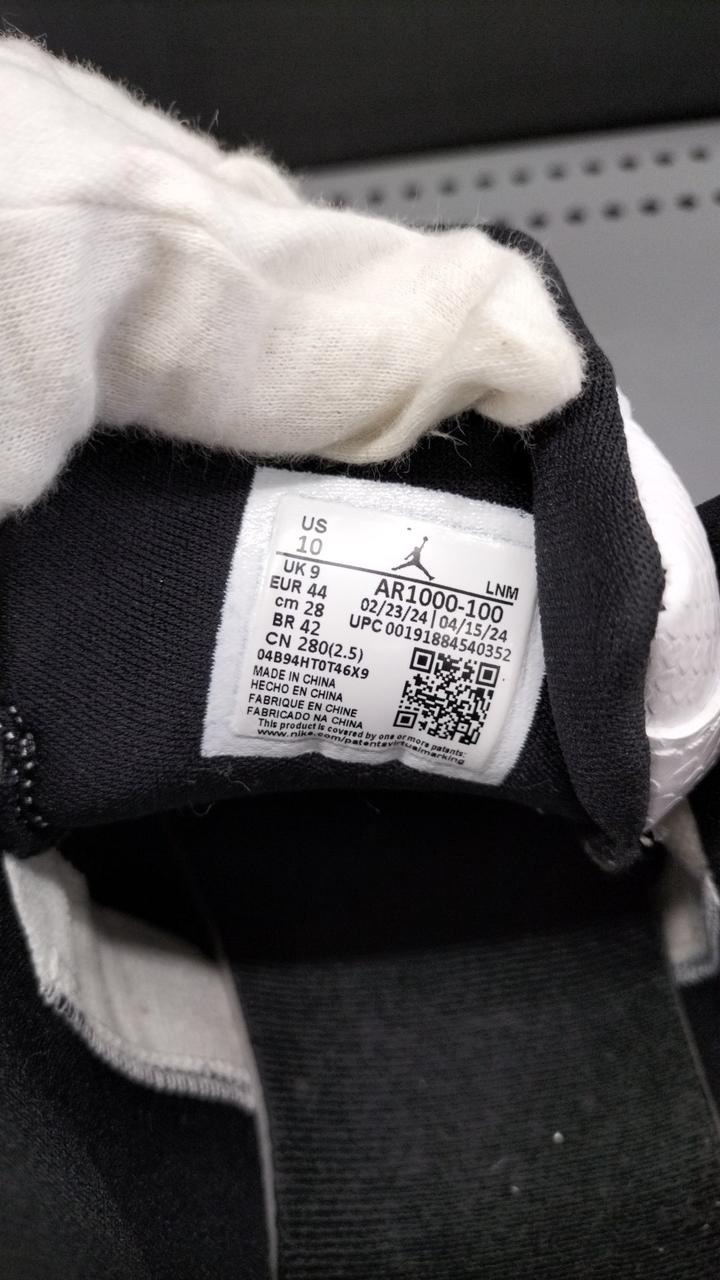 US
10
LNM
UK 9
EUR 44
cm 28
BR 42
CN 280(2.5)
AR1000-100
02/23/24 | 04/15/24
UPC 00191884540352
04B94HT0T46X9
MADE IN CHINA
HECHO EN CHINA
FABRIQUE EN CHINE
FABRICADO NA CHINA
This product is covered by one or more patents:
www.nike.com/patentsvirtualmarking